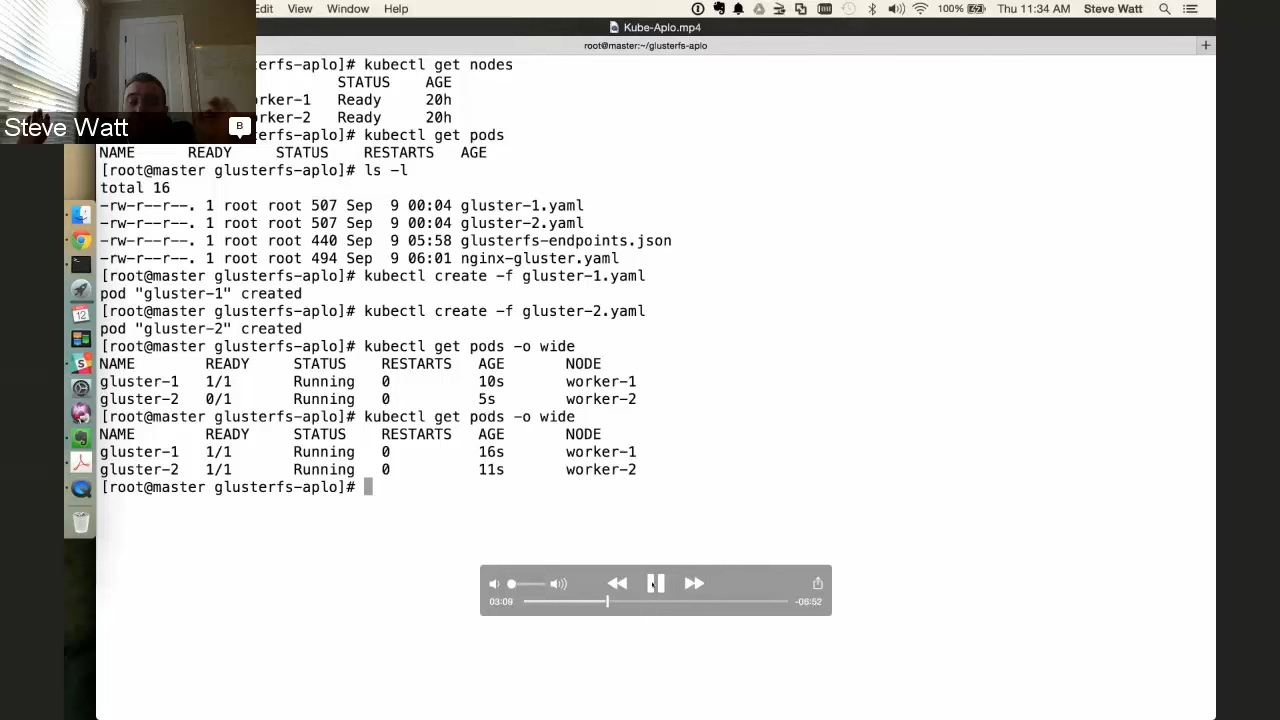 Edit View Window Help 100% Thu 11:34 AM Steve Watt
Kube-Aplo.mp4
root@master:~/glusterfs-aplo +
Steve Watt
B
erfs-aplo]# kubectl get nodes
STATUS AGE
rker-1 Ready 20h
rker-2 Ready 20h
erfs-aplo]# kubectl get pods
NAME READY STATUS RESTARTS AGE
[root@master glusterfs-aplo]# ls -l
total 16
-rw-r--r--. 1 root root 507 Sep 9 00:04 gluster-1.yaml
-rw-r--r--. 1 root root 507 Sep 9 00:04 gluster-2.yaml
-rw-r--r--. 1 root root 440 Sep 9 05:58 glusterfs-endpoints.json
-rw-r--r--. 1 root root 494 Sep 9 06:01 nginx-gluster.yaml
[root@master glusterfs-aplo]# kubectl create -f gluster-1.yaml
pod "gluster-1" created
[root@master glusterfs-aplo]# kubectl create -f gluster-2.yaml
pod "gluster-2" created
[root@master glusterfs-aplo]# kubectl get pods -o wide
NAME READY STATUS RESTARTS AGE NODE
gluster-1 1/1 Running 0 10s worker-1
gluster-2 0/1 Running 0 5s worker-2
[root@master glusterfs-aplo]# kubectl get pods -o wide
NAME READY STATUS RESTARTS AGE NODE
gluster-1 1/1 Running 0 16s worker-1
gluster-2 1/1 Running 0 11s worker-2
[root@master glusterfs-aplo]#
12
03:09 -06:52